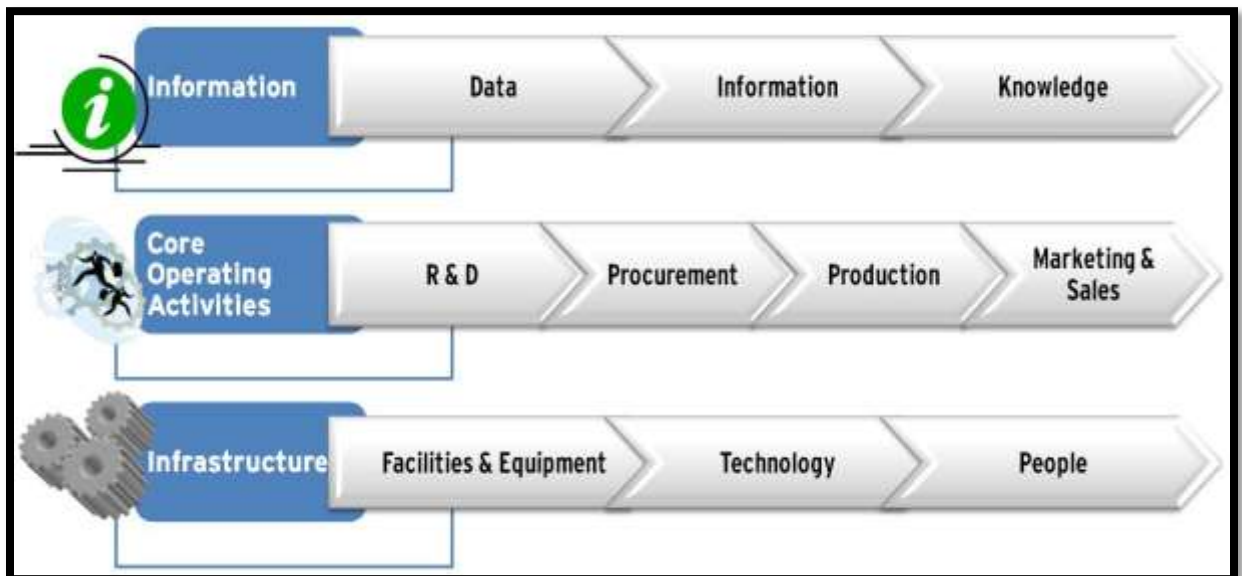 Information
Data
Information
Knowledge
Core
Operating
Activities
R & D
Procurement
Production
Marketing &
Sales
Infrastructure
Facilities & Equipment
Technology
People